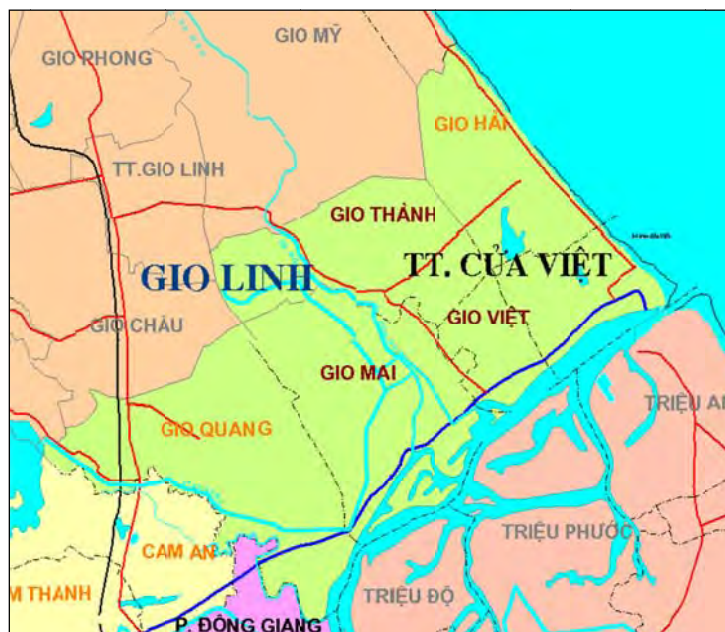 GIO MỸ
GIO PHONG
GIO HẢI
TT.GIO LINH
GIO THÀNH
TT. CỬA VIỆT
GIO LINH
GIO VIỆT
GIO CHÂU
GIO MAI
TRIỆU AN
GIO QUANG
TRIỆU PHƯỚC
CAM AN
M THANH
TRIỆU ĐỘ
P. ĐÔNG GIANG